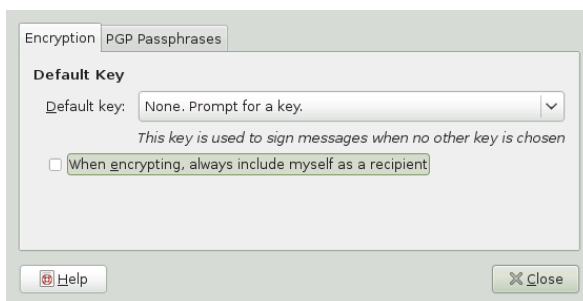 Encryption PGP Passphrases
Default Key
Default key: None. Prompt for a key.
This key is used to sign messages when no other key is chosen
When encrypting, always include myself as a recipient
Help Close